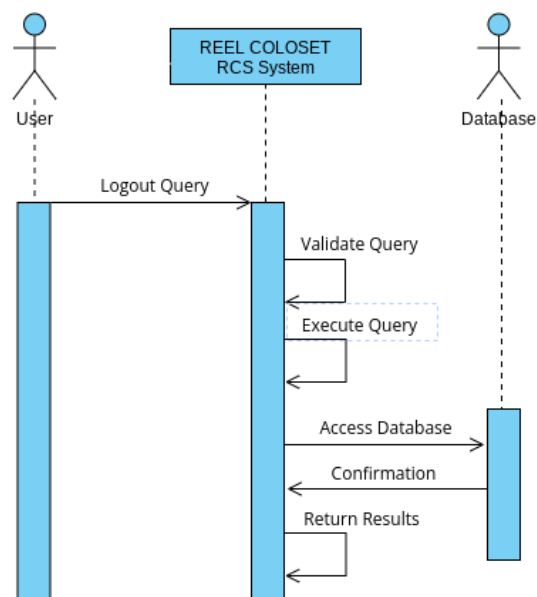 REEL COLOSET
RCS System
User
Database
Logout Query
Validate Query
Execute Query
Access Database
Confirmation
Return Results